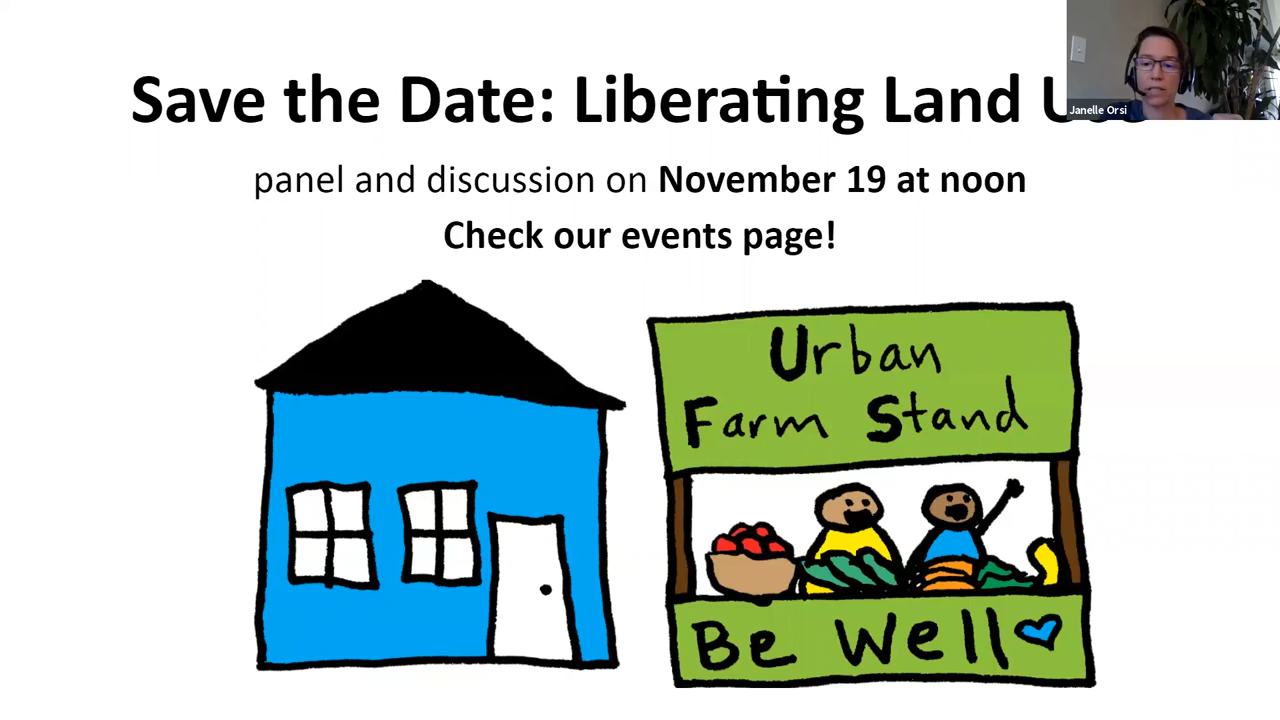 Save the Date: Liberating Land
Janelle Orsi
panel and discussion on November 19 at noon
Check our events page!
Urban
Farm Stand
Be Well